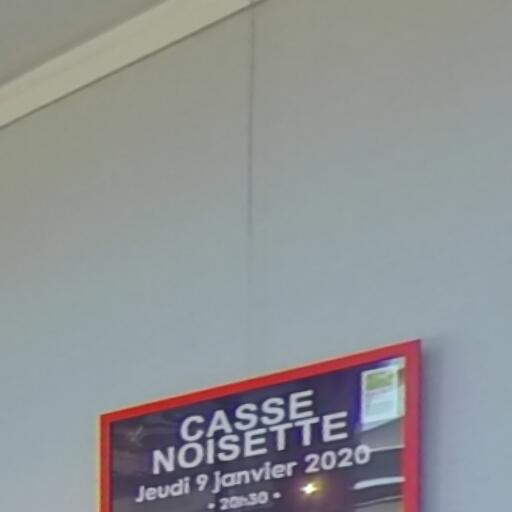 CASSE
NOISETTE
Jeudi 9 janvier 2020
• 20h30 •